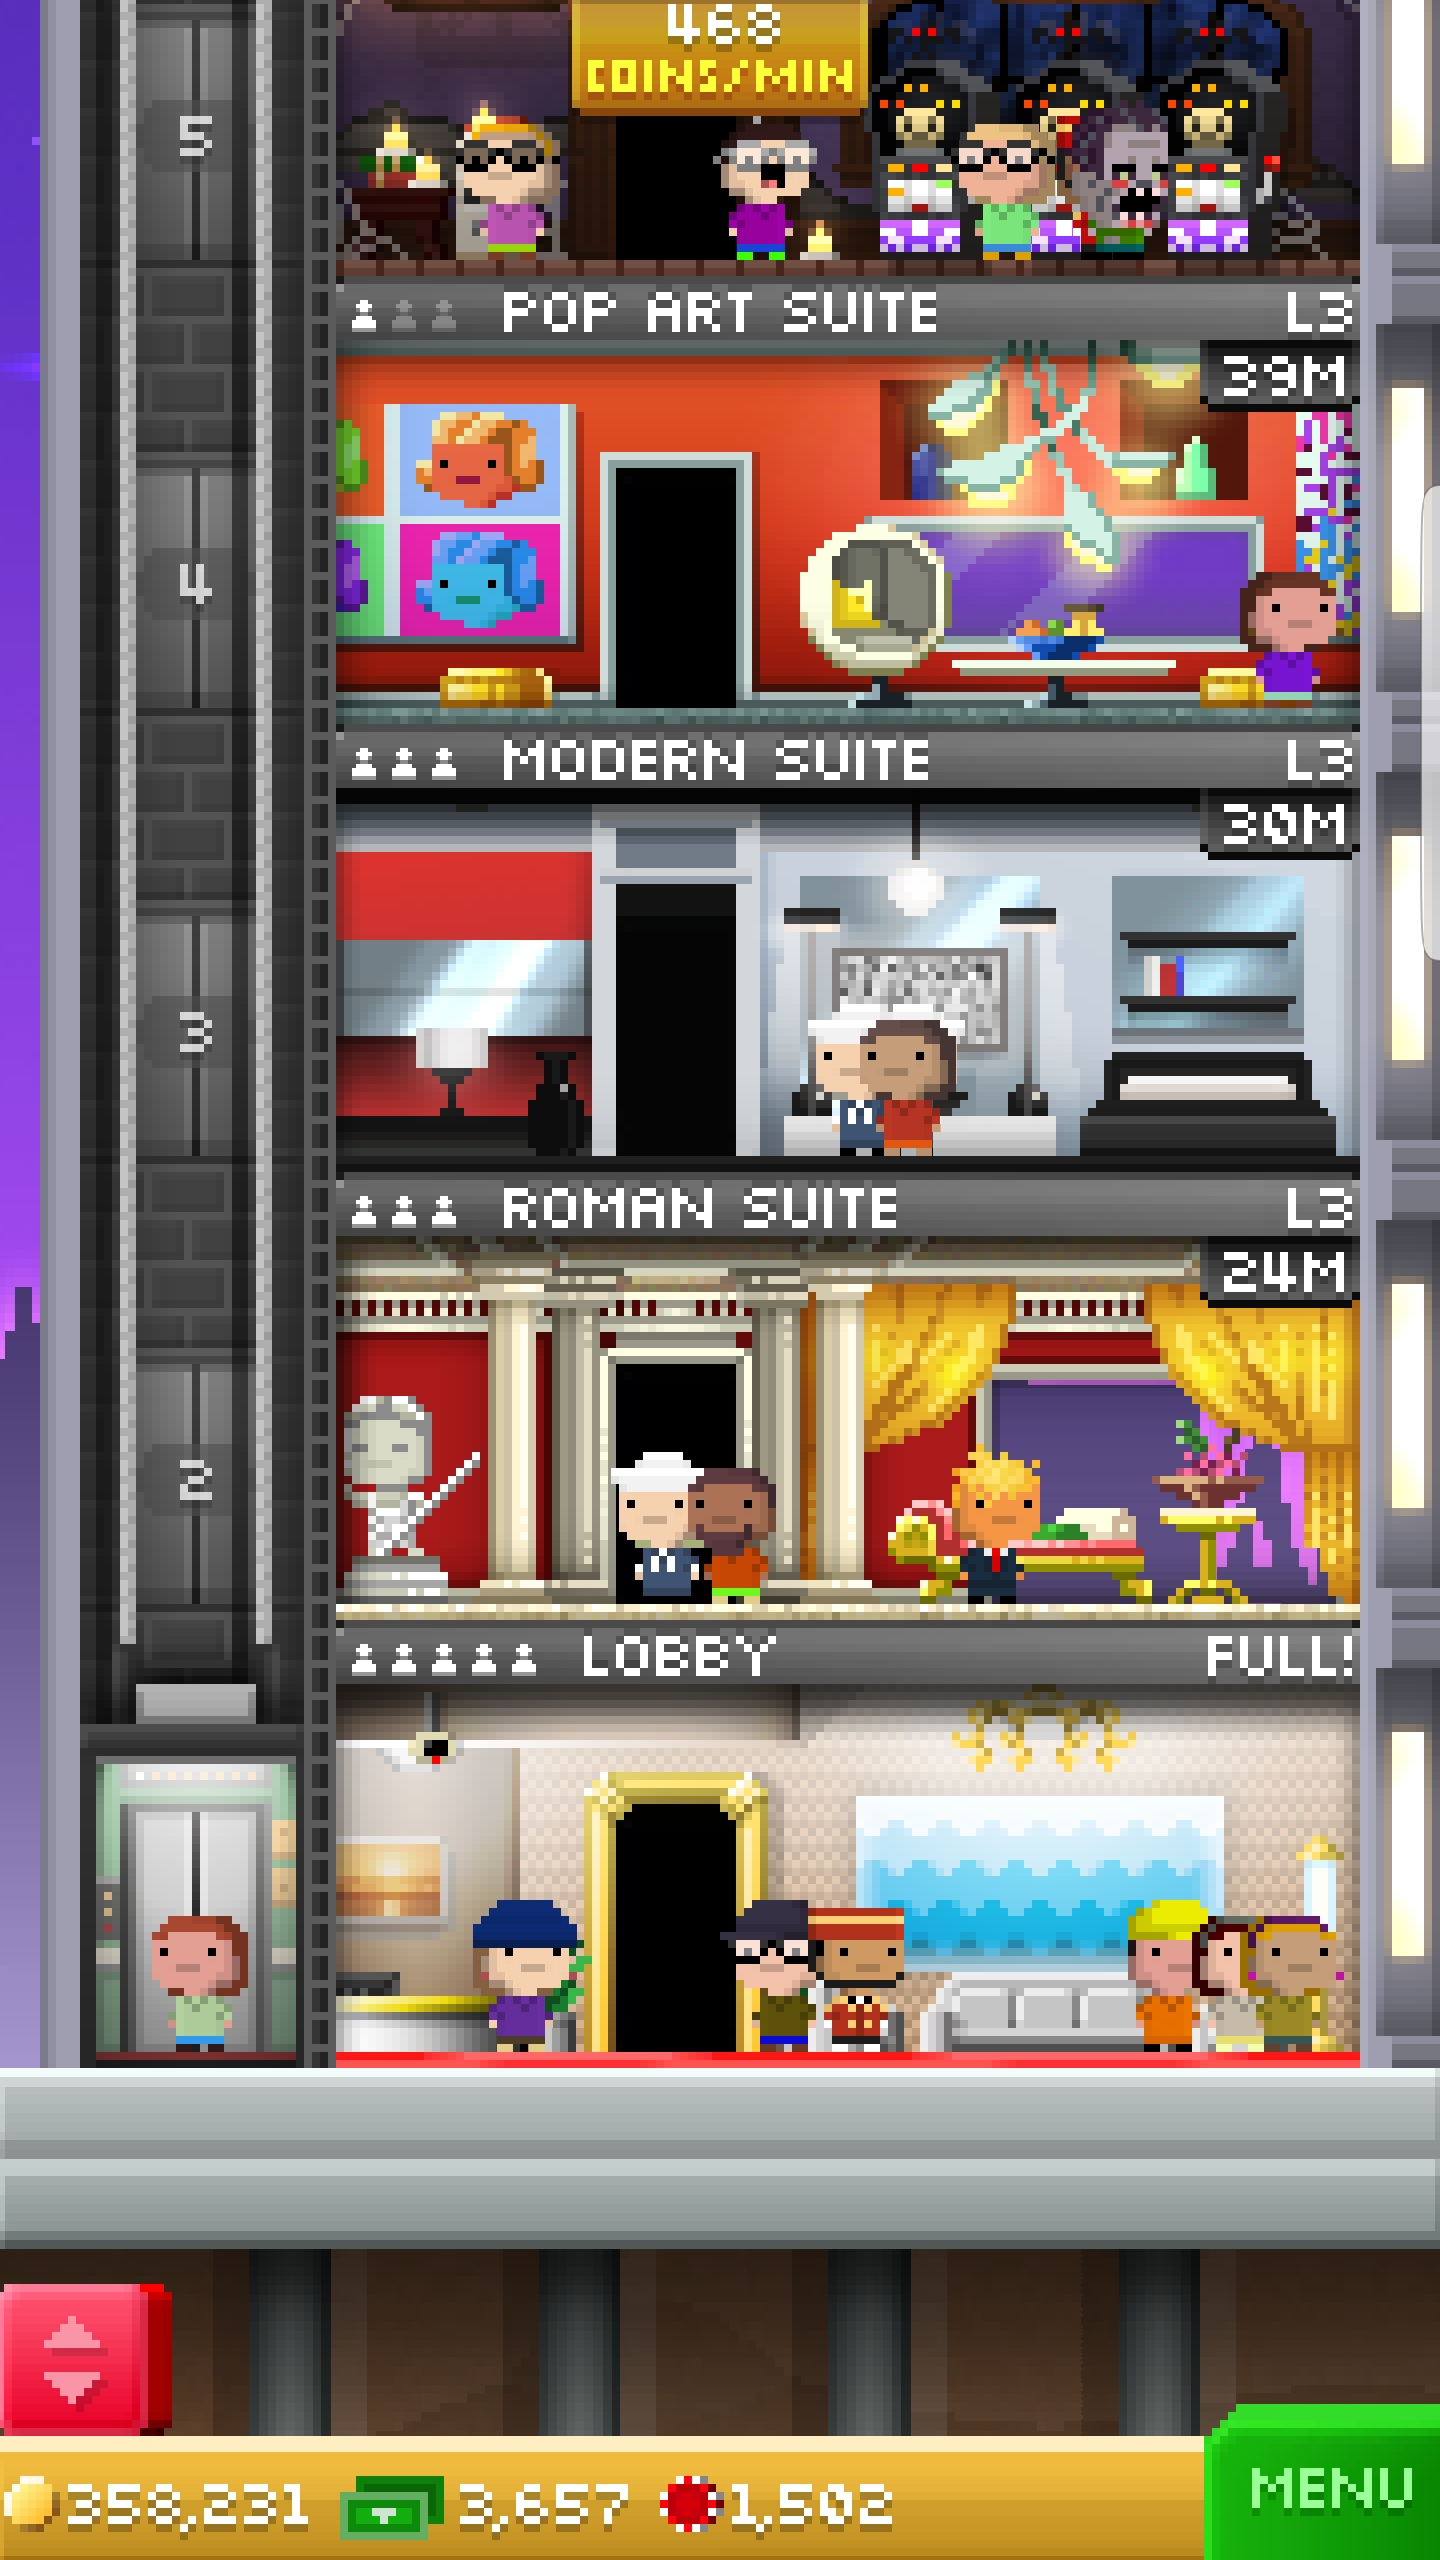 468
COINS/MIN
5
POP ART SUITE L3
39M
4
MODERN SUITE L3
30M
3
ROMAN SUITE L3
24M
2
LOBBY FULL!
358,231 3,657 1,502 MENU